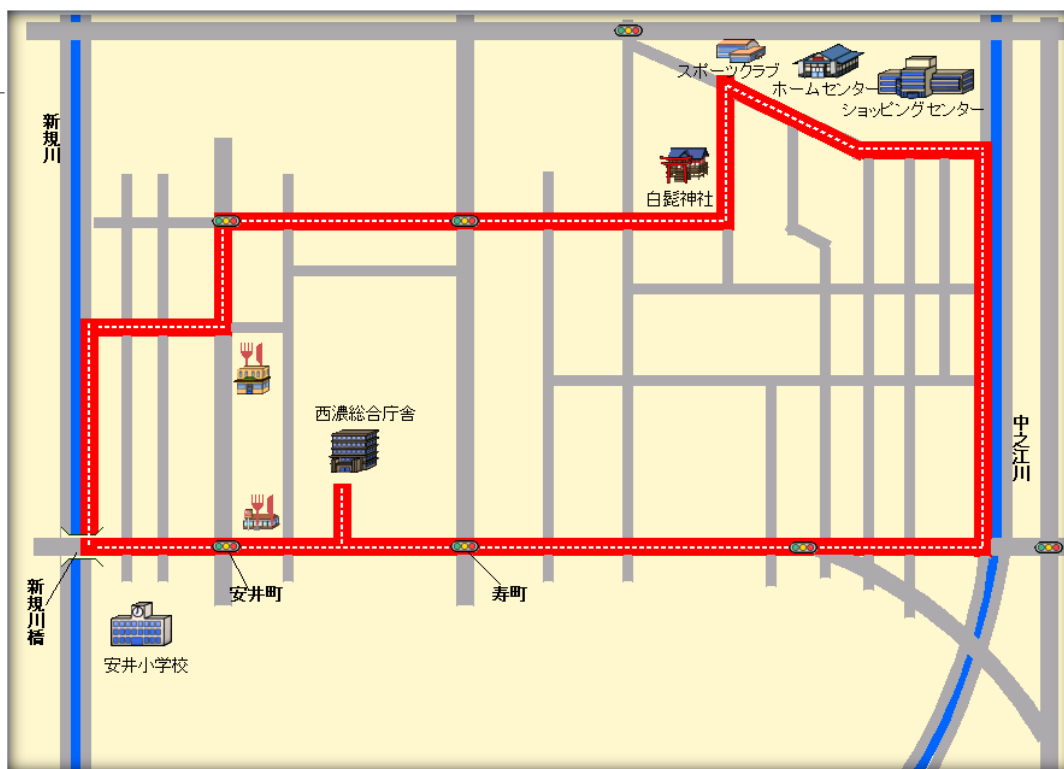 スポーツクラブ
ホームセンター
ショッピングセンター
新規川
白髭神社
西濃総合庁舎
中之江川
新規川橋
安井町
寿町
安井小学校